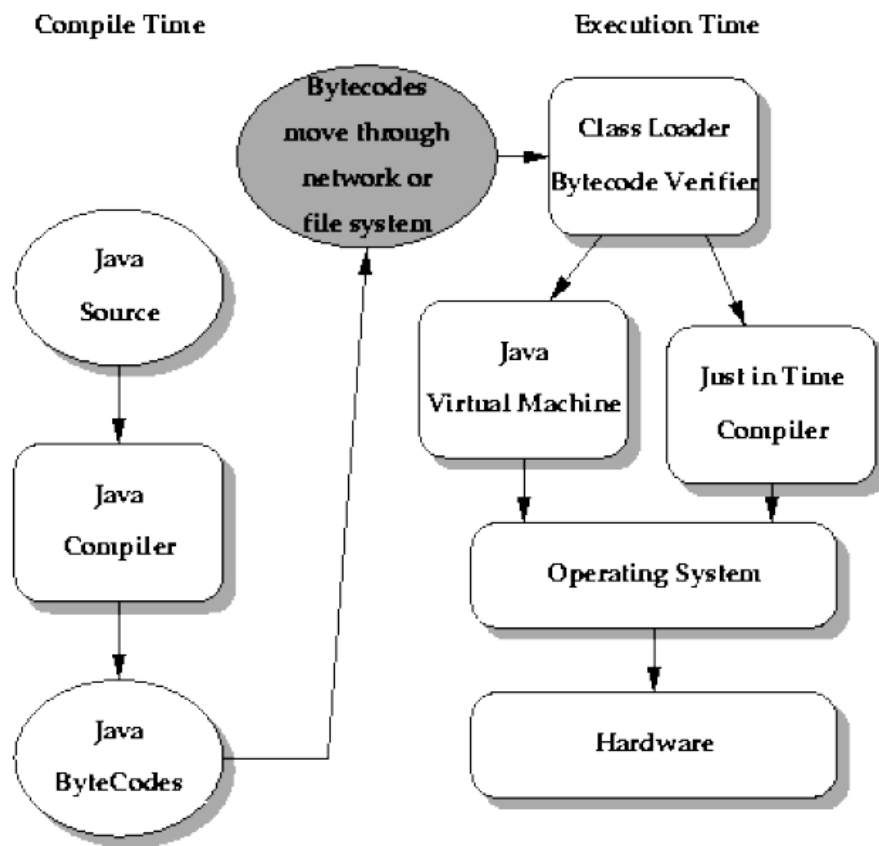 Compile Time
Execution Time
Bytecodes
move through
network or
file system
Class Loader
Bytecode Verifier
Java
Source
Java
Virtual Machine
Just in Time
Compiler
Java
Compiler
Operating System
Java
ByteCodes
Hardware